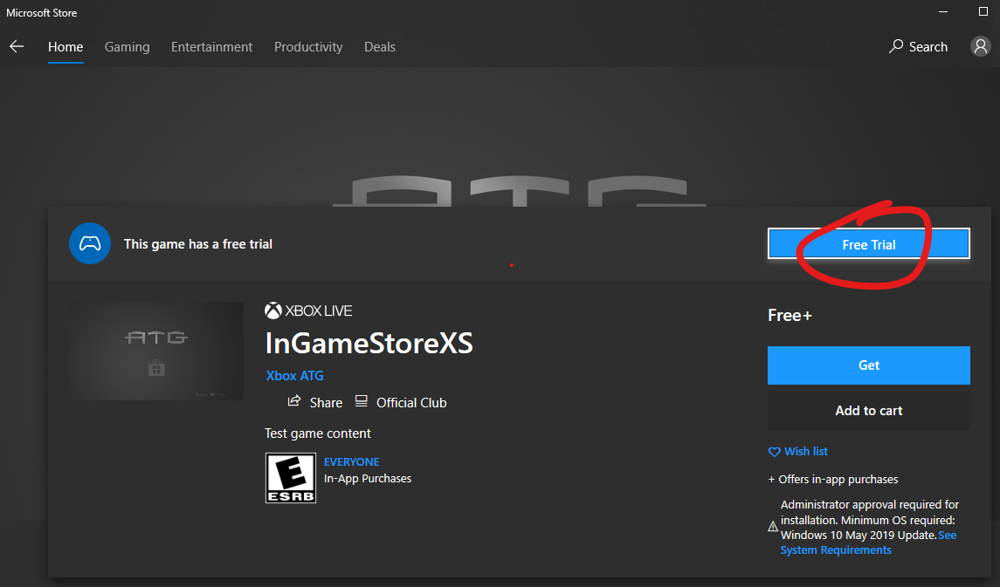 Microsoft Store
Home Gaming Entertainment Productivity Deals Search
ATG
This game has a free trial Free Trial
ATG
XBOX LIVE
InGameStoreXS
Xbox ATG
Share Official Club
Test game content
E
ESRB
EVERYONE
In-App Purchases
Free+
Get
Add to cart
Wish list
+ Offers in-app purchases
Administrator approval required for
installation. Minimum OS required:
Windows 10 May 2019 Update. See
System Requirements